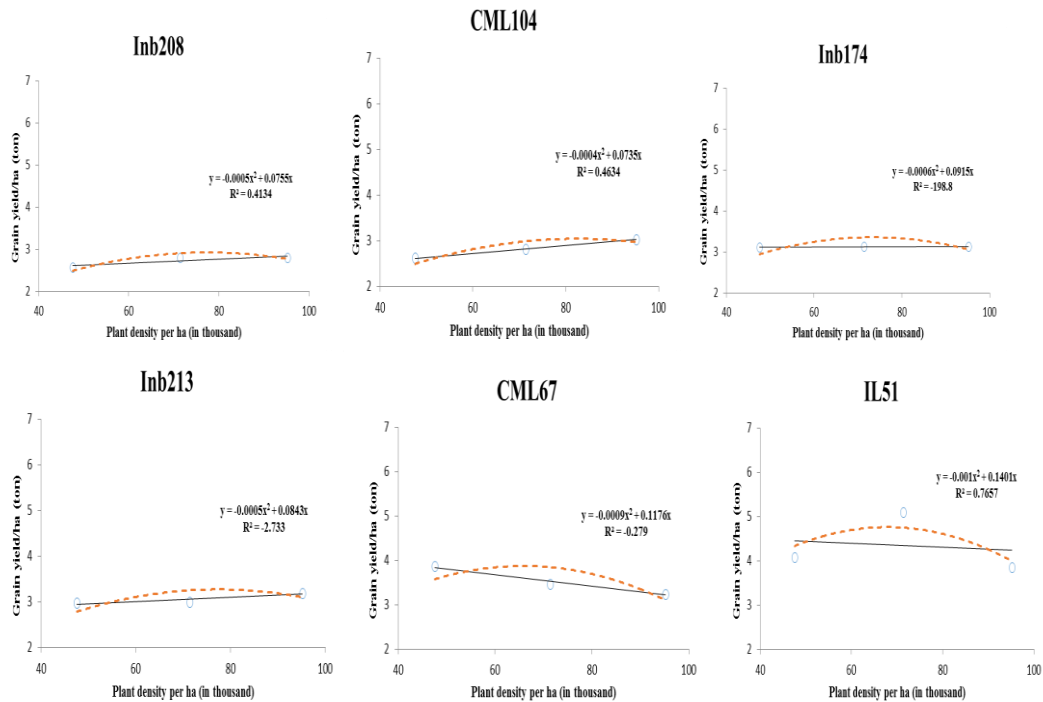 Inb208
Grain yield/ha (ton)
7
6
5
4
3
2
y = -0.0005x² + 0.0755x
R² = 0.4134
40 60 80 100
Plant density per ha (in thousand)
CML104
Grain yield/ha (ton)
7
6
5
4
3
2
y = -0.0004x² + 0.0735x
R² = 0.4634
40 60 80 100
Plant density per ha (in thousand)
Inb174
Grain yield/ha (ton)
7
6
5
4
3
2
y = -0.0006x² + 0.0915x
R² = -198.8
40 60 80 100
Plant density per ha (in thousand)
Inb213
Grain yield/ha (ton)
7
6
5
4
3
2
y = -0.0005x² + 0.0843x
R² = -2.733
40 60 80 100
Plant density per ha (in thousand)
CML67
Grain yield/ha (ton)
7
6
5
4
3
2
y = -0.0009x² + 0.1176x
R² = -0.279
40 60 80 100
Plant density per ha (in thousand)
IL51
Grain yield/ha (ton)
7
6
5
4
3
2
y = -0.001x² + 0.1401x
R² = 0.7657
40 60 80 100
Plant density per ha (in thousand)